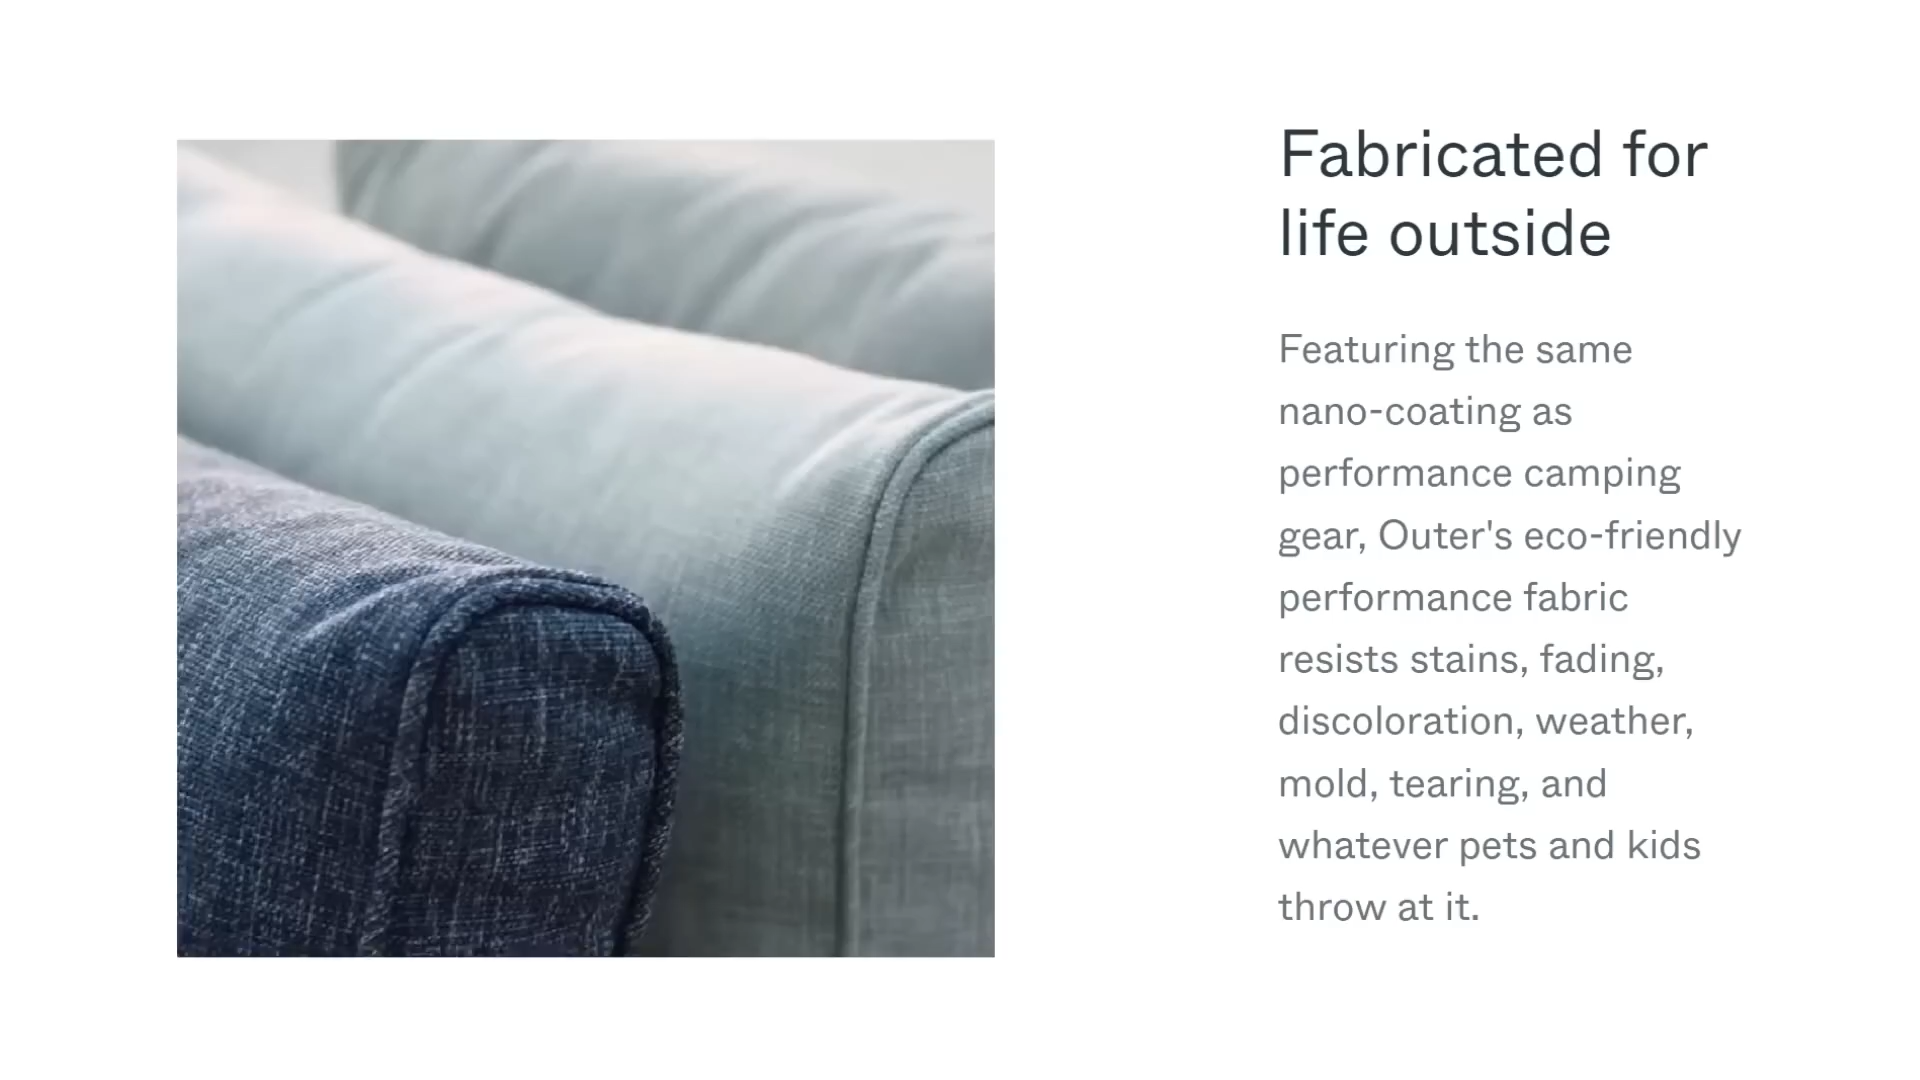 Fabricated for
life outside
Featuring the same
nano-coating as
performance camping
gear, Outer's eco-friendly
performance fabric
resists stains, fading,
discoloration, weather,
mold, tearing, and
whatever pets and kids
throw at it.